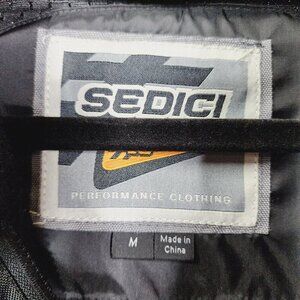 SEDICI
PERFORMANCE CLOTHING
M
Made in
China